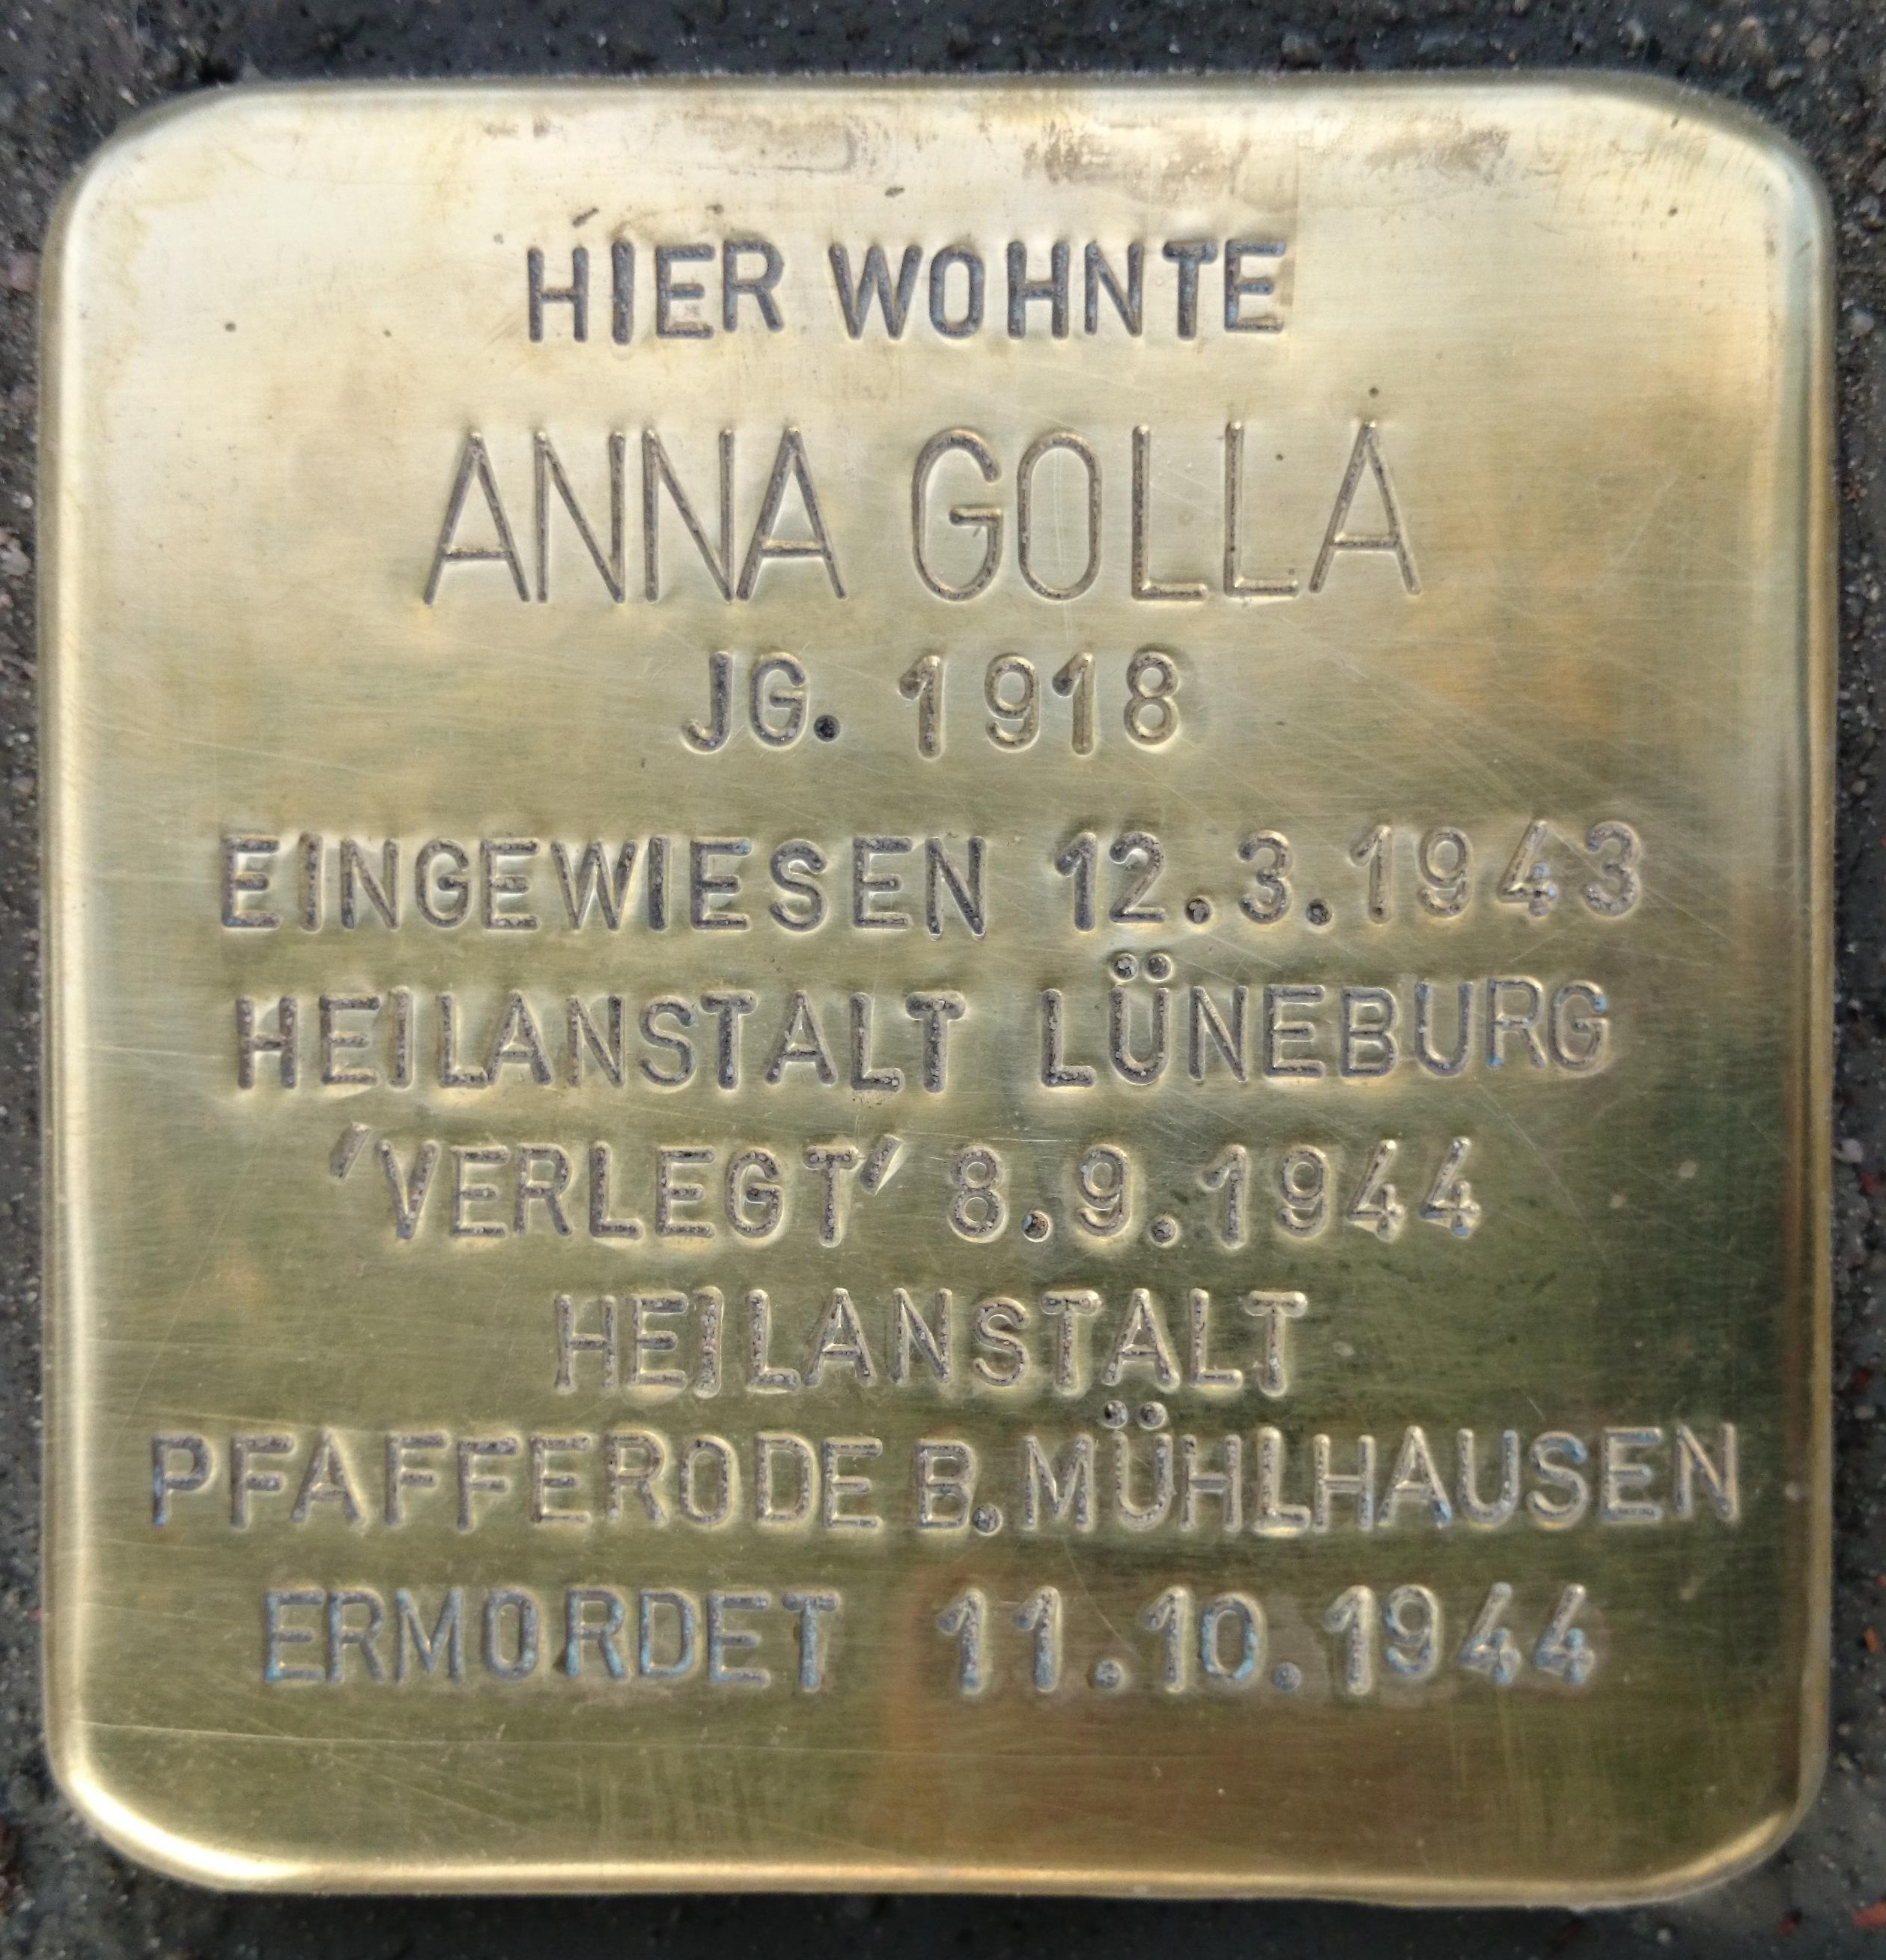 HIER WOHNTE
ANNA GOLLA
JG. 1918
EINGEWIESEN 12.3.1943
HEILANSTALT LÜNEBURG
'VERLEGT' 8.9.1944
HEILANSTALT
PFAFFERODE B. MÜHLHAUSEN
ERMORDET 11.10.1944